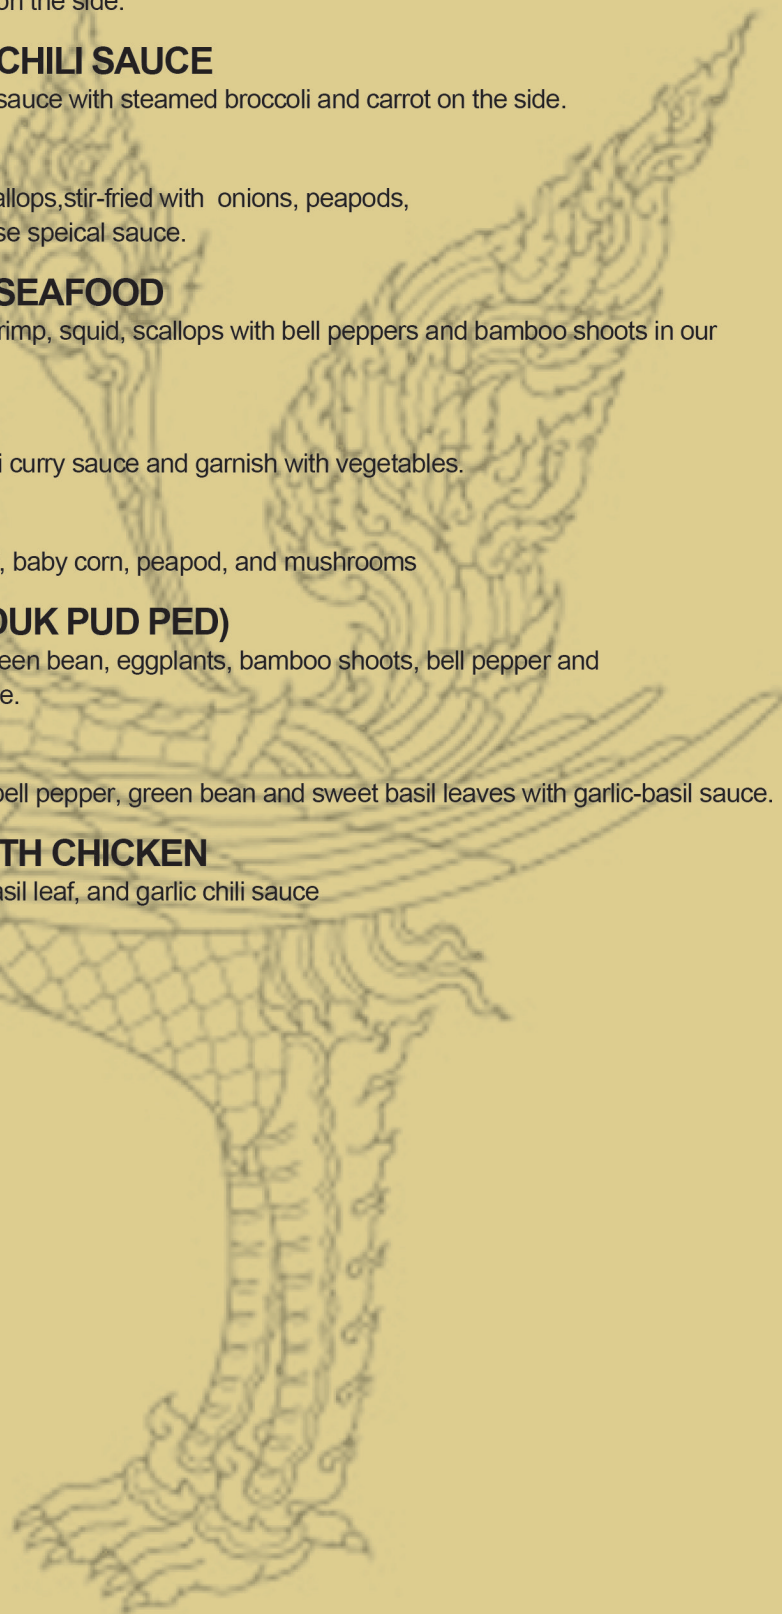 on the side.
CHILI SAUCE
sauce with steamed broccoli and carrot on the side.
allops,stir-fried with onions, peapods,
se speical sauce.
SEAFOOD
rimp, squid, scallops with bell peppers and bamboo shoots in our
i curry sauce and garnish with vegetables.
, baby corn, peapod, and mushrooms
OUK PUD PED)
een bean, eggplants, bamboo shoots, bell pepper and
e.
bell pepper, green bean and sweet basil leaves with garlic-basil sauce.
TH CHICKEN
asil leaf, and garlic chili sauce